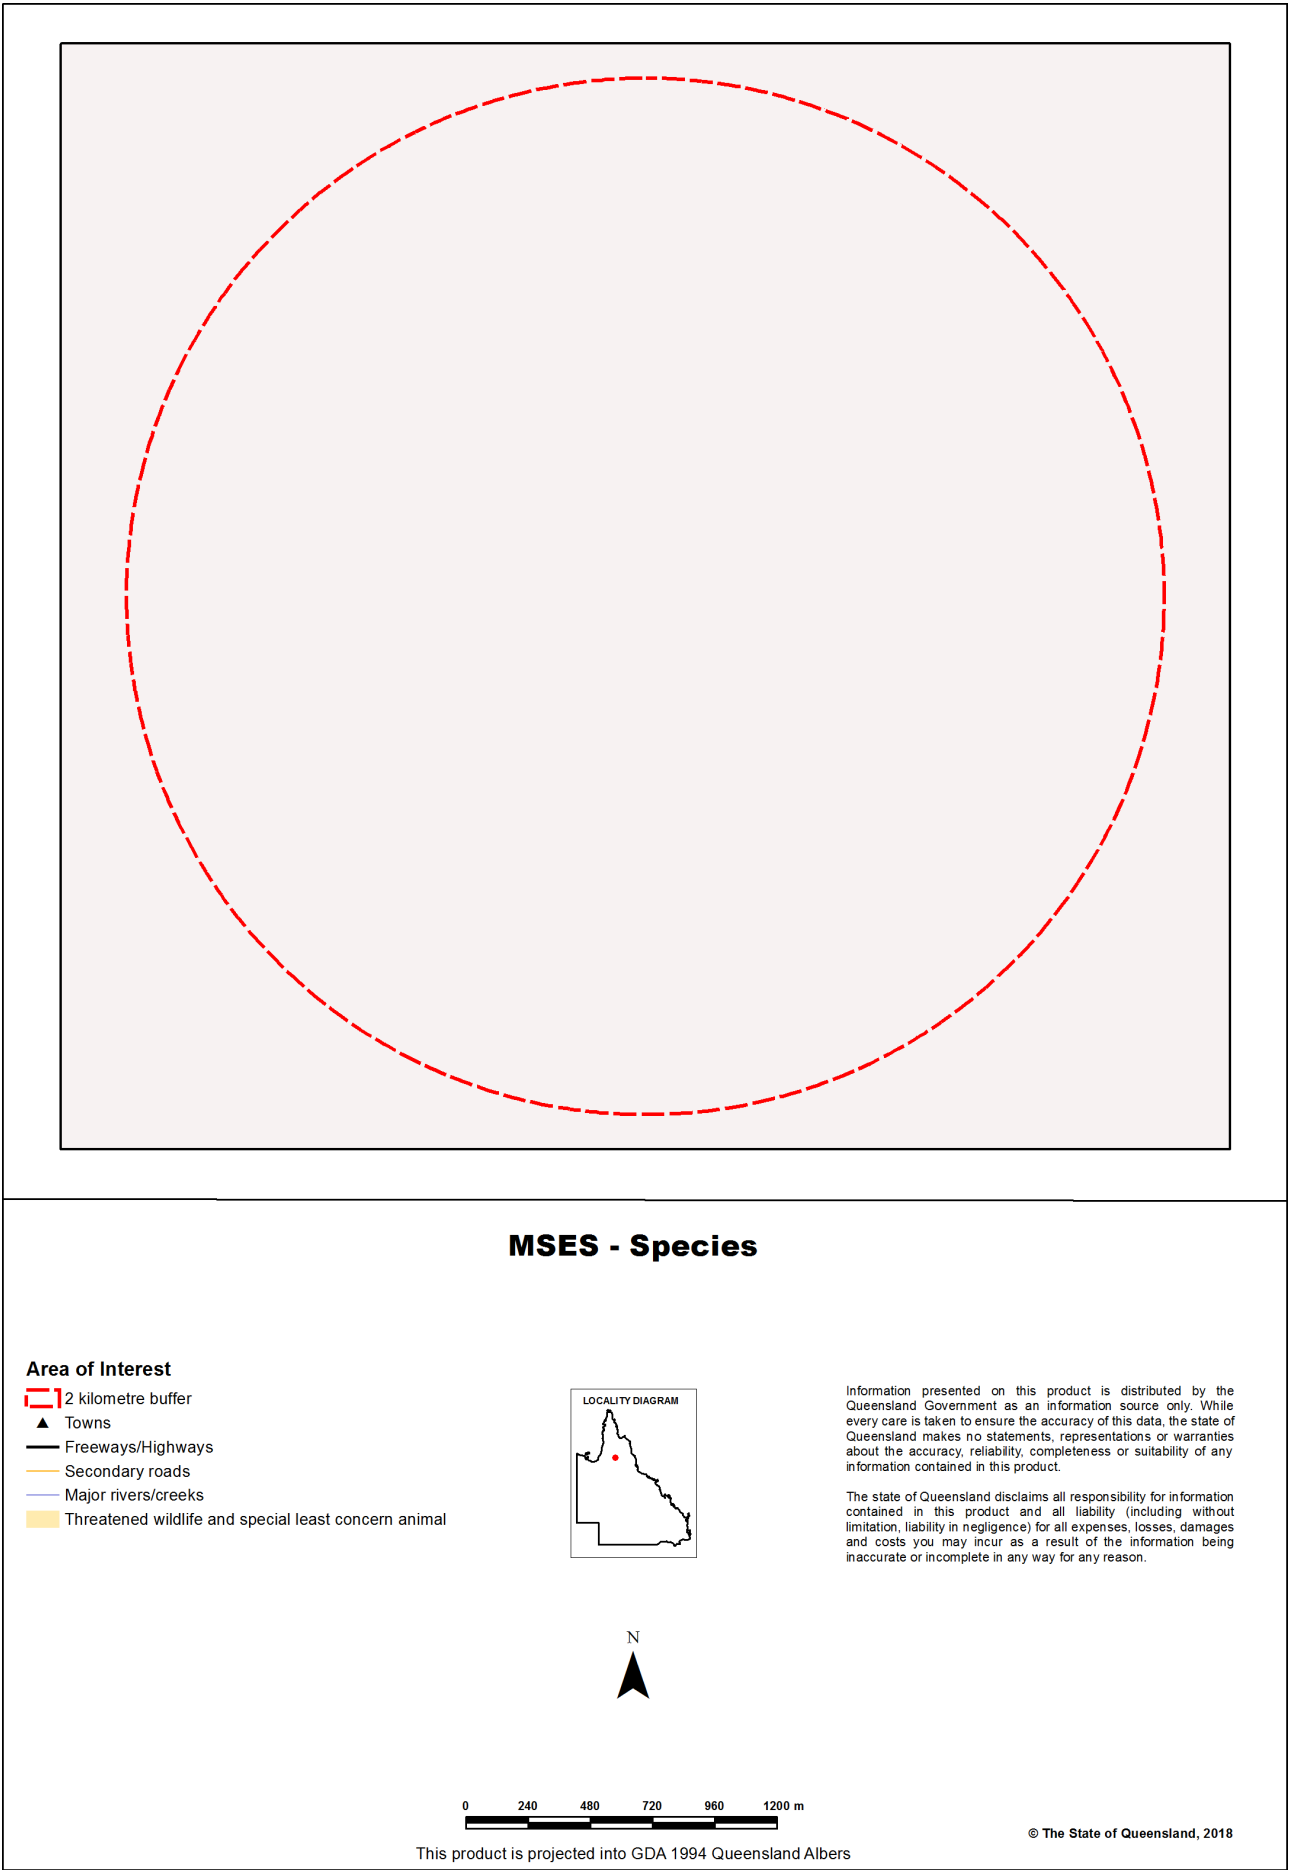 MSES - Species
Area of Interest
2 kilometre buffer
Towns
Freeways/Highways
Secondary roads
Major rivers/creeks
Threatened wildlife and special least concern animal
LOCALITY DIAGRAM
Information presented on this product is distributed by the
Queensland Government as an information source only. While
every care is taken to ensure the accuracy of this data, the state of
Queensland makes no statements, representations or warranties
about the accuracy, reliability, completeness or suitability of any
information contained in this product.
The state of Queensland disclaims all responsibility for information
contained in this product and all liability (including without
limitation, liability in negligence) for all expenses, losses, damages
and costs you may incur as a result of the information being
inaccurate or incomplete in any way for any reason.
N
0 240 480 720 960 1200 m
© The State of Queensland, 2018
This product is projected into GDA 1994 Queensland Albers